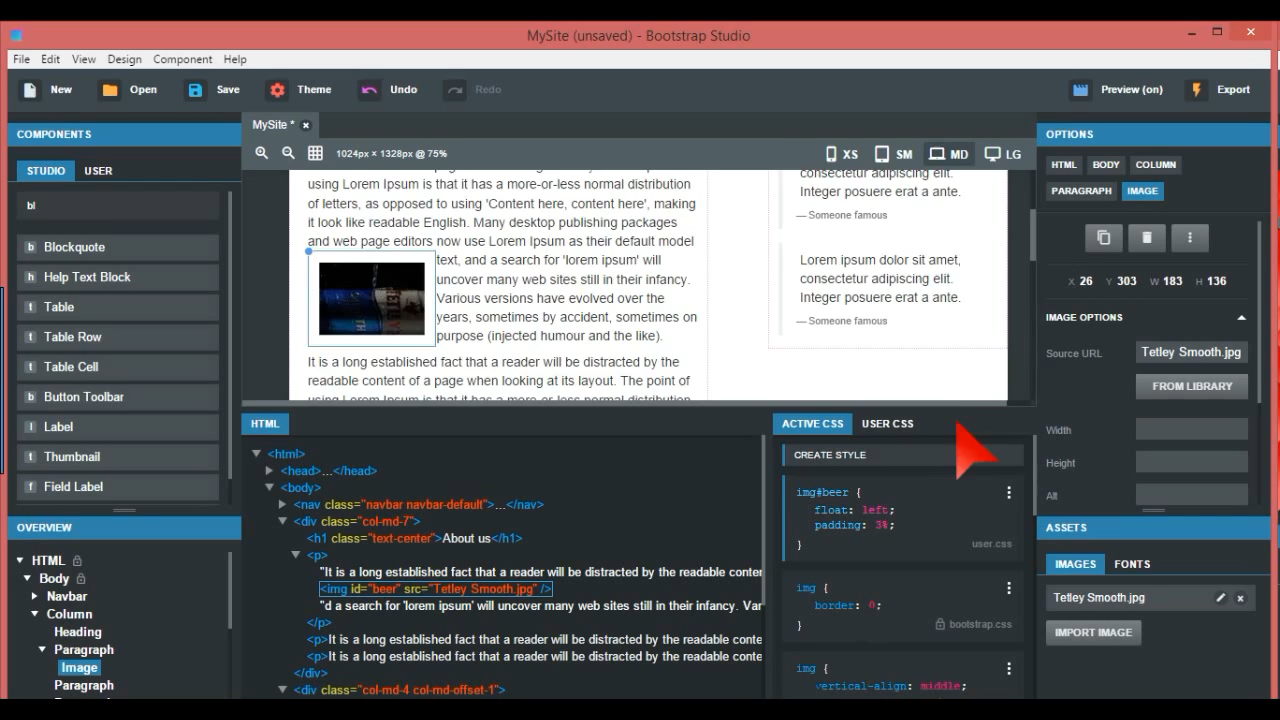 MySite (unsaved) - Bootstrap Studio
File Edit View Design Component Help
New Open Save Theme Undo Redo Preview (on) Export
COMPONENTS
STUDIO USER
bl
b Blockquote
h Help Text Block
t Table
t Table Row
t Table Cell
b Button Toolbar
l Label
t Thumbnail
f Field Label
OVERVIEW
HTML
Body
Navbar
Column
Heading
Paragraph
Image
Paragraph
MySite *
1024px × 1328px @ 75%
XS SM MD LG
using Lorem Ipsum is that it has a more-or-less normal distribution
of letters, as opposed to using 'Content here, content here', making
it look like readable English. Many desktop publishing packages
and web page editors now use Lorem Ipsum as their default model
text, and a search for 'lorem ipsum' will
uncover many web sites still in their infancy.
Various versions have evolved over the
years, sometimes by accident, sometimes on
purpose (injected humour and the like).
It is a long established fact that a reader will be distracted by the
readable content of a page when looking at its layout. The point of
using Lorem Ipsum is that it has a more-or-less normal distribution
consectetur adipiscing elit.
Integer posuere erat a ante.
— Someone famous
Lorem ipsum dolor sit amet,
consectetur adipiscing elit.
Integer posuere erat a ante.
— Someone famous
HTML
<html>
<head>...</head>
<body>
<nav class="navbar navbar-default">...</nav>
<div class="col-md-7">
<h1 class="text-center">About us</h1>
<p>
"It is a long established fact that a reader will be distracted by the readable conter
<img id="beer" src="Tetley Smooth.jpg" />
"d a search for 'lorem ipsum' will uncover many web sites still in their infancy. Var
</p>
<p>It is a long established fact that a reader will be distracted by the readable conte
<p>It is a long established fact that a reader will be distracted by the readable conte
</div>
<div class="col-md-4 col-md-offset-1">
ACTIVE CSS USER CSS
CREATE STYLE
img#beer {
float: left;
padding: 3%;
}
user.css
img {
border: 0;
}
bootstrap.css
img {
vertical-align: middle;
OPTIONS
HTML BODY COLUMN
PARAGRAPH IMAGE
X 26 Y 303 W 183 H 136
IMAGE OPTIONS
Source URL Tetley Smooth.jpg
FROM LIBRARY
Width
Height
Alt
ASSETS
IMAGES FONTS
Tetley Smooth.jpg
IMPORT IMAGE